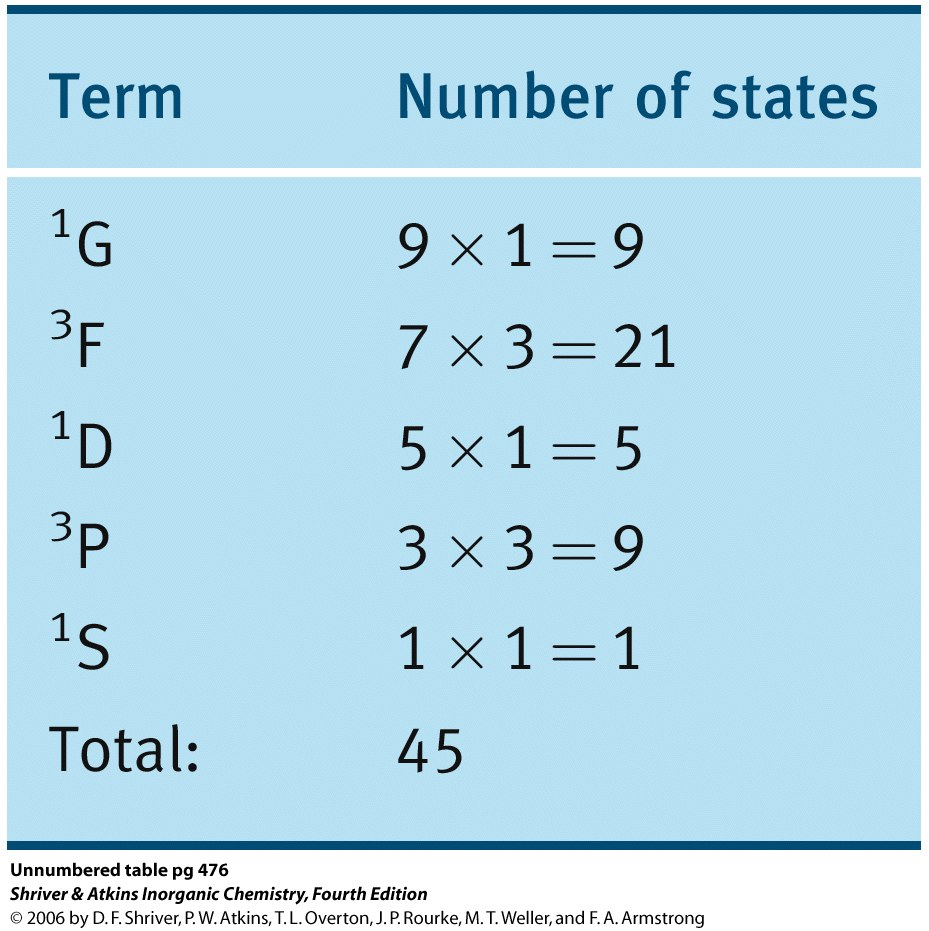 Term Number of states
¹G 9 × 1 = 9
³F 7 × 3 = 21
¹D 5 × 1 = 5
³P 3 × 3 = 9
¹S 1 × 1 = 1
Total: 45
Unnumbered table pg 476
Shriver & Atkins Inorganic Chemistry, Fourth Edition
© 2006 by D. F. Shriver, P. W. Atkins, T. L. Overton, J. P. Rourke, M. T. Weller, and F. A. Armstrong